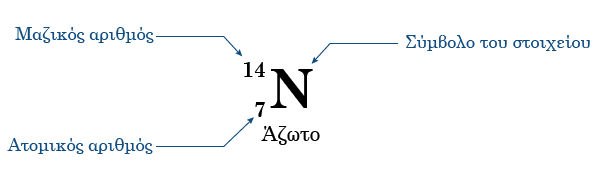 Μαζικός αριθμός
Σύμβολο του στοιχείου
14
N
7
Άζωτο
Ατομικός αριθμός